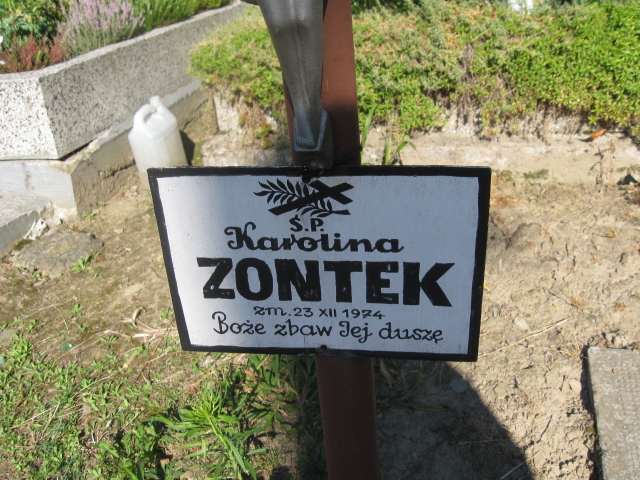 Ś.P.
Karolina
ZONTEK
zm. 23 XII 1974
Boże zbaw Jej duszę